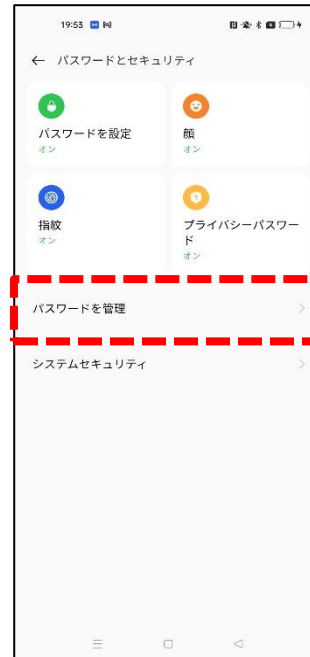 19:53
← パスワードとセキュリティ
パスワードを設定
オン
顔
オン
指紋
オン
プライバシーパスワー
ド
オン
パスワードを管理
システムセキュリティ